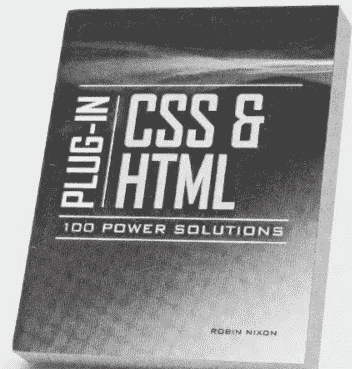 PLUG-IN
CSS &
HTML
100 POWER SOLUTIONS
ROBIN NIXON